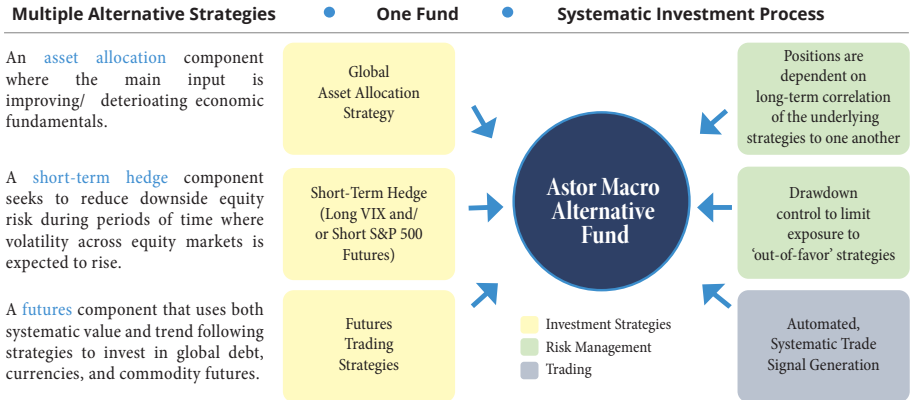 Multiple Alternative Strategies • One Fund • Systematic Investment Process
An asset allocation component
where the main input is
improving/ deterioating economic
fundamentals.
Global
Asset Allocation
Strategy
Positions are
dependent on
long-term correlation
of the underlying
strategies to one another
A short-term hedge component
seeks to reduce downside equity
risk during periods of time where
volatility across equity markets is
expected to rise.
Short-Term Hedge
(Long VIX and/
or Short S&P 500
Futures)
Astor Macro
Alternative
Fund
Drawdown
control to limit
exposure to
‘out-of-favor’ strategies
A futures component that uses both
systematic value and trend following
strategies to invest in global debt,
currencies, and commodity futures.
Futures
Trading
Strategies
Investment Strategies
Risk Management
Trading
Automated,
Systematic Trade
Signal Generation